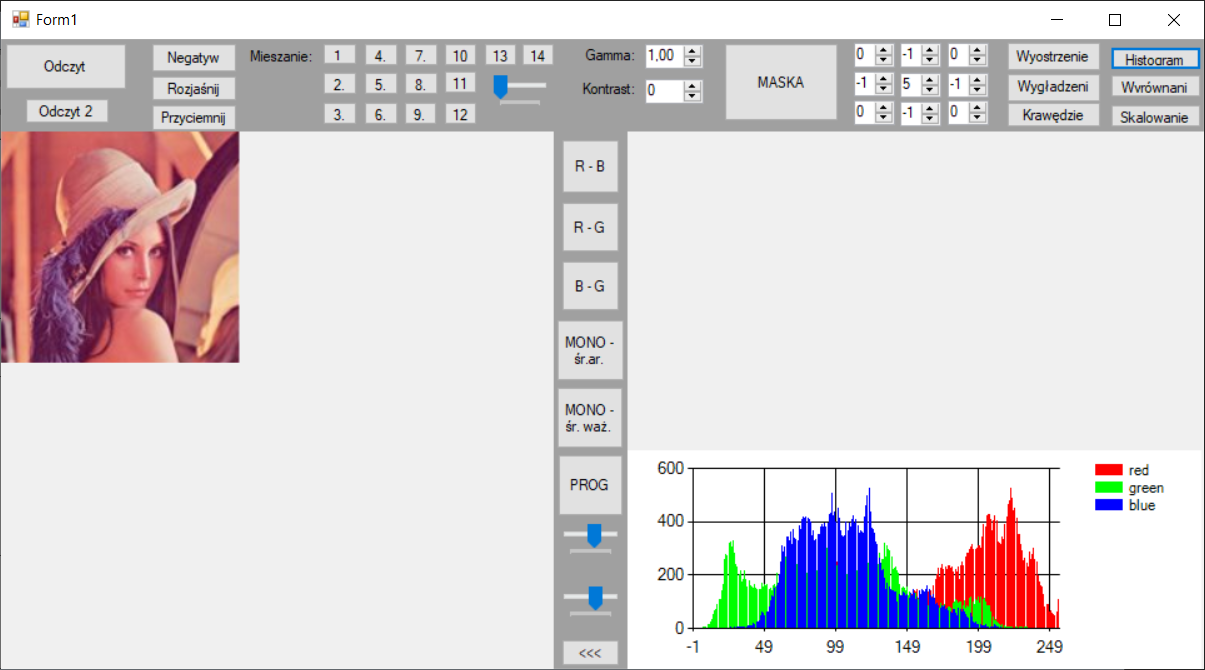 Form1
Odczyt
Odczyt 2
Negatyw
Rozjaśnij
Przyciemnij
Mieszanie:
1
4.
7.
10
13
14
2.
5.
8.
11
3.
6.
9.
12
Gamma:
1,00
Kontrast:
0
MASKA
0
-1
0
-1
5
-1
0
-1
0
Wyostrzenie
Wygładzeni
Krawędzie
Histogram
Wyrównani
Skalowanie
R - B
R - G
B - G
MONO -
śr.ar.
MONO -
śr. waż.
PROG
<<<
600
400
200
0
-1
49
99
149
199
249
red
green
blue